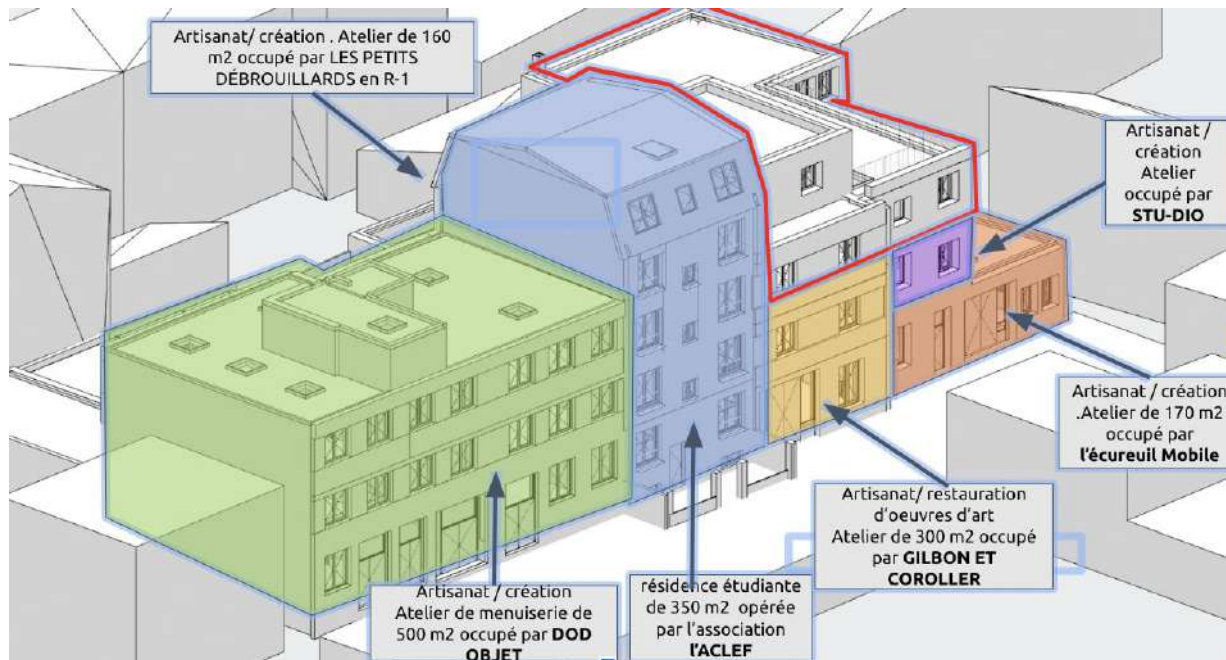 Artisanat/ création . Atelier de 160
m2 occupé par LES PETITS
DÉBROUILLARDS en R-1
Artisanat /
création
Atelier
occupé par
STU-DIO
Artisanat / création
.Atelier de 170 m2
occupé par
l'écureuil Mobile
Artisanat/ restauration
d'oeuvres d'art
Atelier de 300 m2 occupé
par GILBON ET
COROLLER
Artisanat / création
Atelier de menuiserie de
500 m2 occupé par DOD
OBJET
résidence étudiante
de 350 m2 opérée
par l'association
l'ACLEF